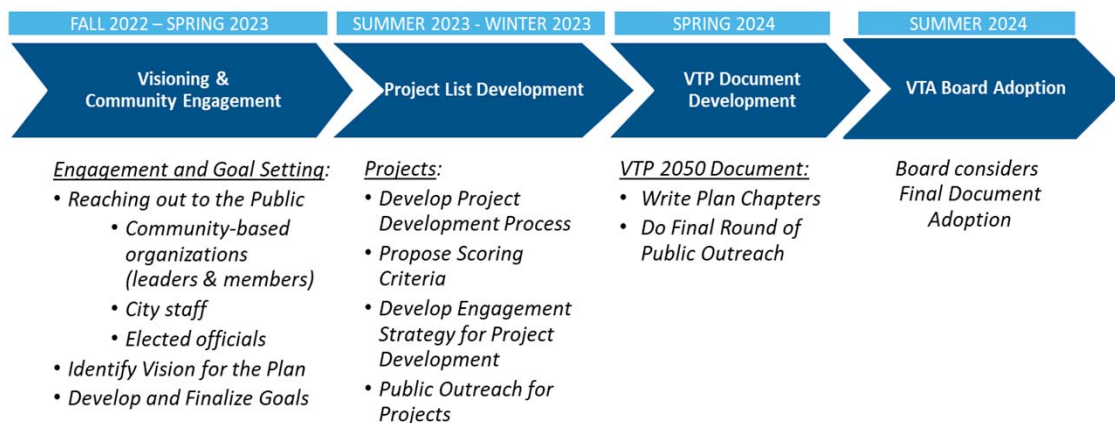 FALL 2022 – SPRING 2023
Visioning &
Community Engagement
Engagement and Goal Setting:
• Reaching out to the Public
• Community-based
organizations
(leaders & members)
• City staff
• Elected officials
• Identify Vision for the Plan
• Develop and Finalize Goals
SUMMER 2023 - WINTER 2023
Project List Development
Projects:
• Develop Project
Development Process
• Propose Scoring
Criteria
• Develop Engagement
Strategy for Project
Development
• Public Outreach for
Projects
SPRING 2024
VTP Document
Development
VTP 2050 Document:
• Write Plan Chapters
• Do Final Round of
Public Outreach
SUMMER 2024
VTA Board Adoption
Board considers
Final Document
Adoption